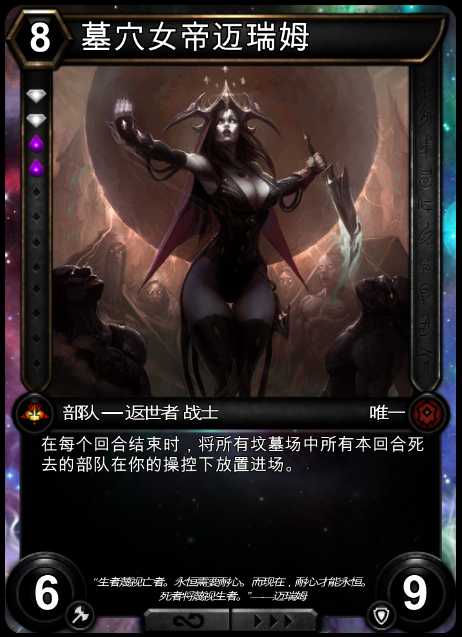 8
墓穴女帝迈瑞姆
部队 — 返世者 战士
唯一
在每个回合结束时，将所有坟墓场中所有本回合死
去的部队在你的操控下放置进场。
“生者蔑视亡者。永恒需要耐心。而现在，耐心才能永恒。
死者将蔑视生者。”——迈瑞姆
6
9